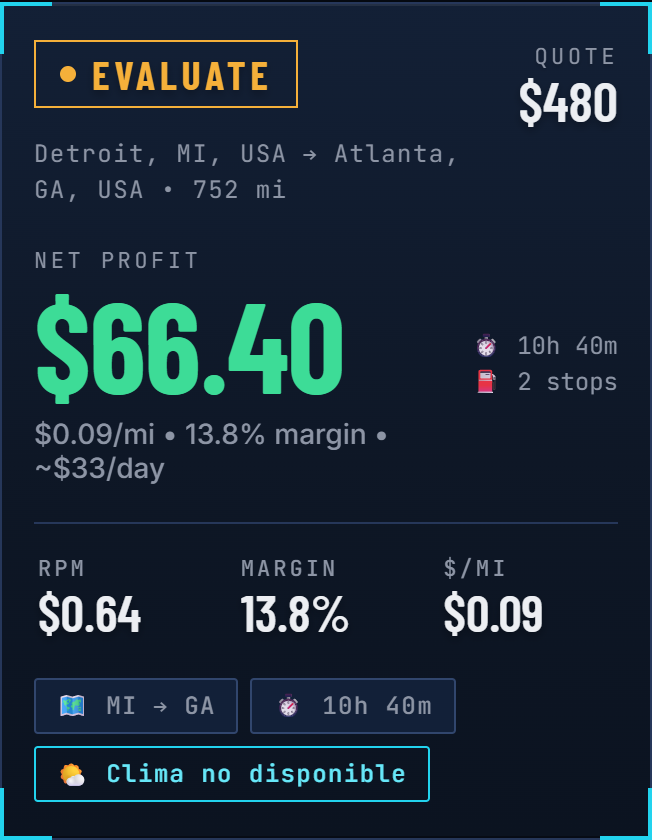 EVALUATE
QUOTE
$480
Detroit, MI, USA → Atlanta,
GA, USA • 752 mi
NET PROFIT
$66.40
10h 40m
2 stops
$0.09/mi • 13.8% margin •
~$33/day
RPM
MARGIN
$/MI
$0.64
13.8%
$0.09
MI → GA
10h 40m
Clima no disponible